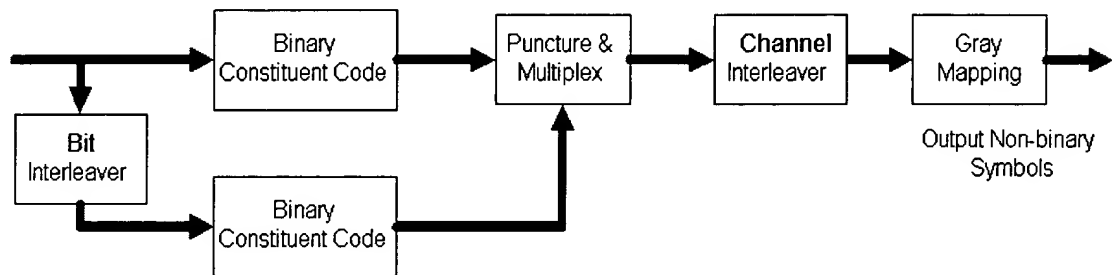 Binary
Constituent Code
Puncture &
Multiplex
Channel
Interleaver
Gray
Mapping
Bit
Interleaver
Output Non-binary
Symbols
Binary
Constituent Code